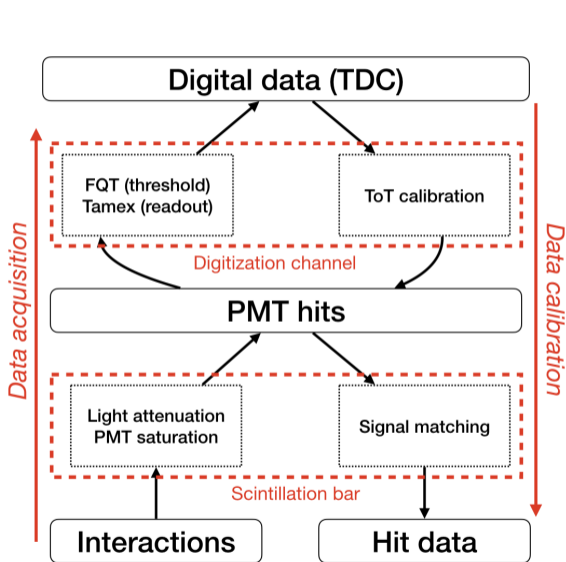 Digital data (TDC)
FQT (threshold)
Tamex (readout)
ToT calibration
Digitization channel
Data acquisition
Data calibration
PMT hits
Light attenuation
PMT saturation
Signal matching
Scintillation bar
Interactions
Hit data